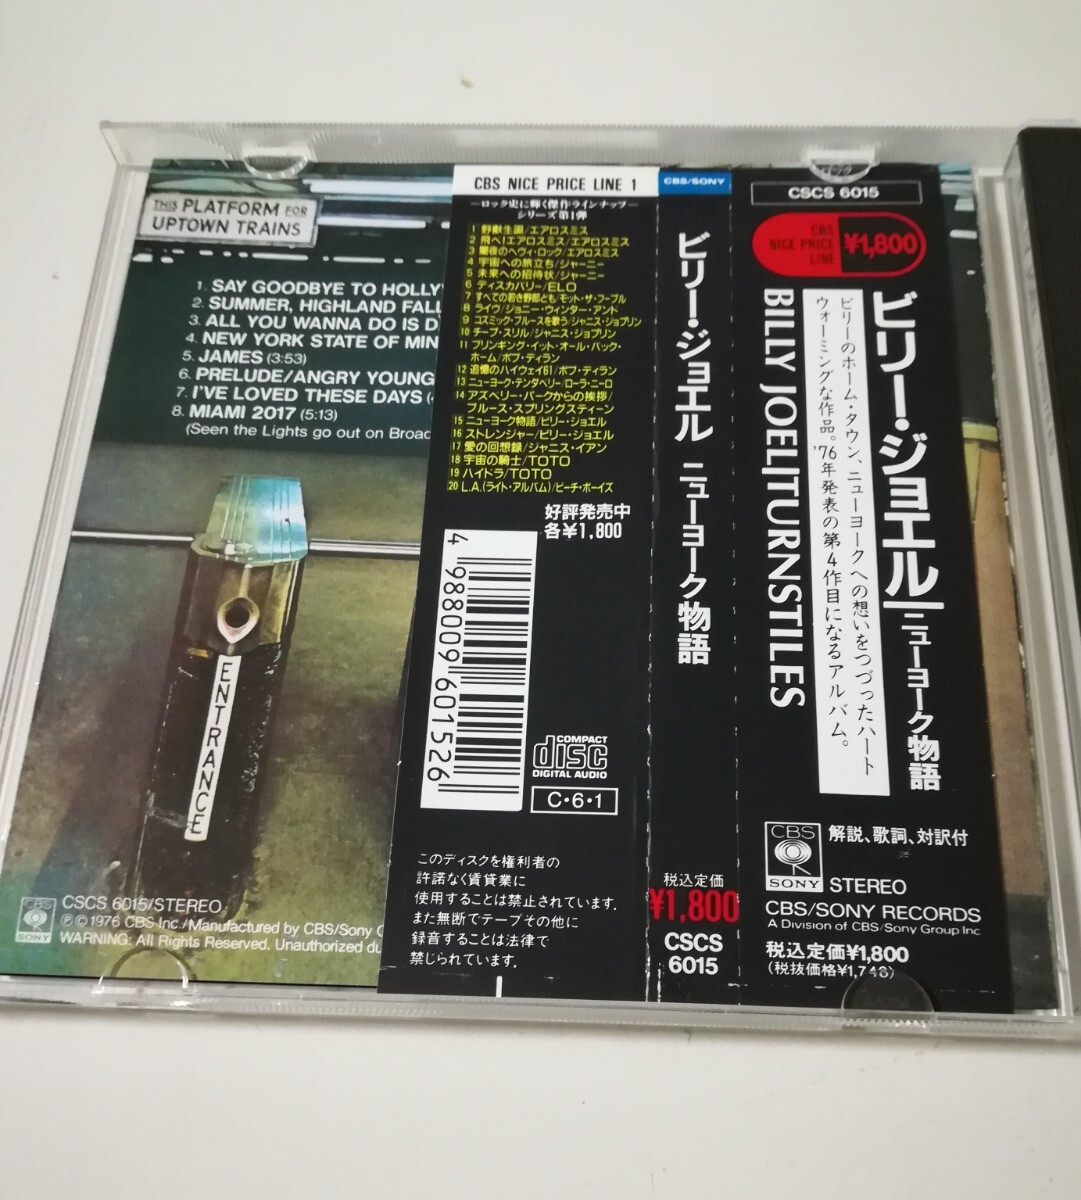 THIS PLATFORM FOR
UPTOWN TRAINS
1. SAY GOODBYE TO HOLLY
2. SUMMER, HIGHLAND FALL
3. ALL YOU WANNA DO IS D
4. NEW YORK STATE OF MIN
5. JAMES (3:53)
6. PRELUDE/ANGRY YOUNG
7. I'VE LOVED THESE DAYS (4
8. MIAMI 2017 (5:13)
(Seen the Lights go out on Broad
ENTRANCE
CBS
SONY
CSCS 6015/STEREO
Ⓟ©1976 CBS Inc./Manufactured by CBS/Sony G
WARNING: All Rights Reserved. Unauthorized du
CBS NICE PRICE LINE 1
—ロック史に輝く傑作ラインナップ—
シリーズ第1弾
1 野獣生誕/エアロスミス
2 飛べ!エアロスミス/エアロスミス
3 闇夜のヘヴィ・ロック/エアロスミス
4 宇宙への旅立ち/ジャーニー
5 未来への招待状/ジャーニー
6 ディスカバリー/ELO
7 すべての若き野郎ども/モット・ザ・フープル
8 ライヴ/ジョニー・ウィンター・アンド
9 コズミック・ブルースを歌う/ジャニス・ジョプリン
10 チープ・スリル/ジャニス・ジョプリン
11 ブリンギング・イット・オール・バック・
ホーム/ボブ・ディラン
12 追憶のハイウェイ61/ボブ・ディラン
13 ニューヨーク・テンダベリー/ローラ・ニーロ
14 アズベリー・パークからの挨拶/
ブルース・スプリングスティーン
15 ニューヨーク物語/ビリー・ジョエル
16 ストレンジャー/ビリー・ジョエル
17 愛の回想録/ジャニス・イアン
18 宇宙の騎士/TOTO
19 ハイドラ/TOTO
20 L.A.(ライト・アルバム)/ビーチ・ボーイズ
好評発売中
各¥1,800
4 988009 601526
COMPACT
disc
DIGITAL AUDIO
C・6・1
このディスクを権利者の
許諾なく賃貸業に
使用することは禁止されています。
また無断でテープその他に
録音することは法律で
禁じられています。
CBS/SONY
ビリー・ジョエル ニューヨーク物語
税込定価
¥1,800
CSCS
6015
CSCS 6015
CBS
NICE PRICE
LINE
¥1,800
ビリー・ジョエル|ニューヨーク物語
ビリーのホーム・タウン、ニューヨークへの想いをつづったハート
ウォーミングな作品。'76年発表の第4作目になるアルバム。
BILLY JOEL|TURNSTILES
CBS
SONY
解説、歌詞、対訳付
STEREO
CBS/SONY RECORDS
A Division of CBS/Sony Group Inc
税込定価¥1,800
(税抜価格¥1,748)